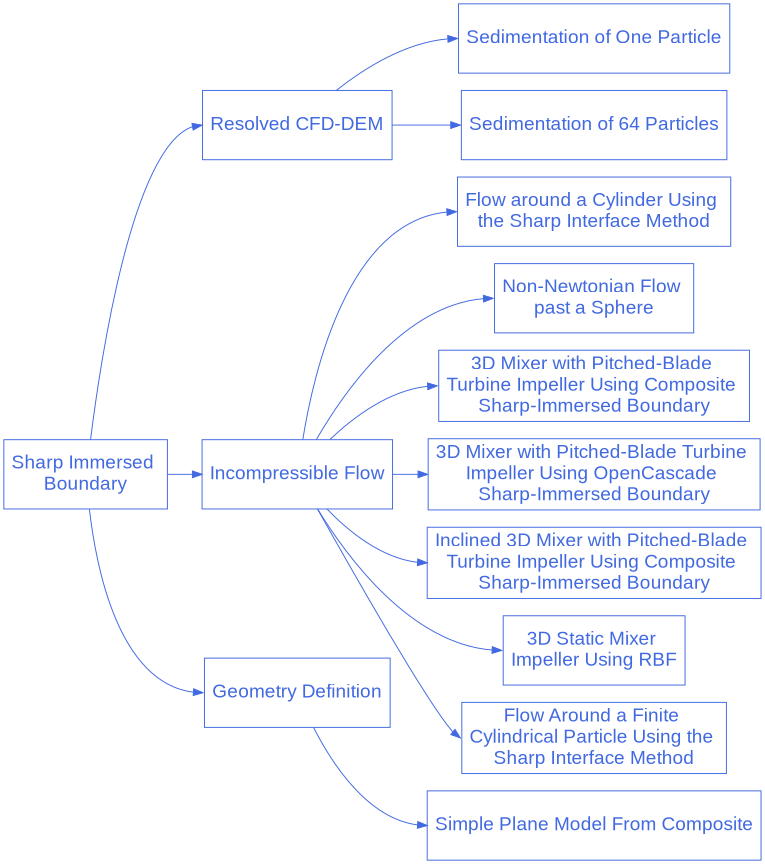 Sedimentation of One Particle
Resolved CFD-DEM
Sedimentation of 64 Particles
Flow around a Cylinder Using
the Sharp Interface Method
Non-Newtonian Flow
past a Sphere
3D Mixer with Pitched-Blade
Turbine Impeller Using Composite
Sharp-Immersed Boundary
Sharp Immersed
Boundary
Incompressible Flow
3D Mixer with Pitched-Blade Turbine
Impeller Using OpenCascade
Sharp-Immersed Boundary
Inclined 3D Mixer with Pitched-Blade
Turbine Impeller Using Composite
Sharp-Immersed Boundary
3D Static Mixer
Impeller Using RBF
Geometry Definition
Flow Around a Finite
Cylindrical Particle Using the
Sharp Interface Method
Simple Plane Model From Composite